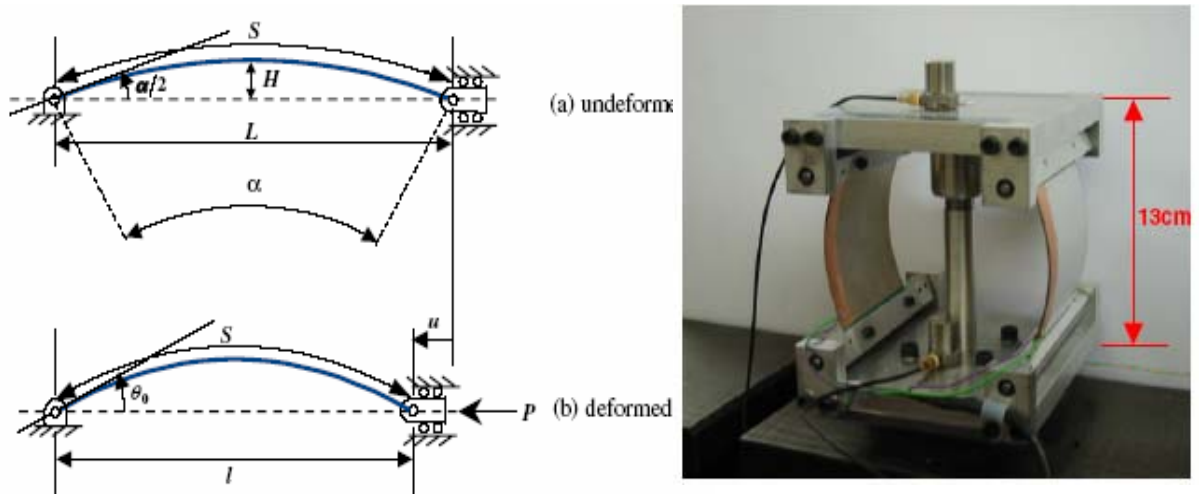 S
α/2
H
(a) undeforme
L
α
u
S
θ₀
P
(b) deformed
l
13cm